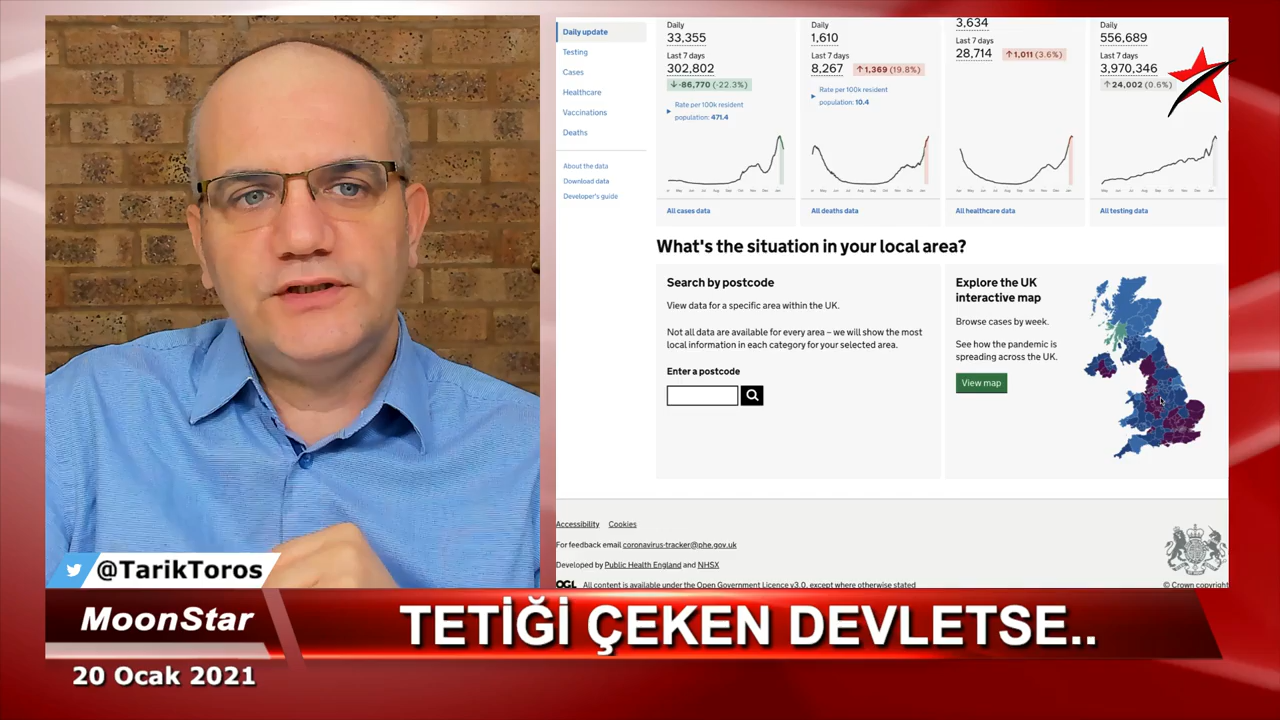 Daily update
Testing
Cases
Healthcare
Vaccinations
Deaths
About the data
Download data
Developer's guide
Daily
33,355
Last 7 days
302,802
↓-86,770 (-22.3%)
Rate per 100k resident
population: 471.4
All cases data
Daily
1,610
Last 7 days
8,267 ↑1,369 (19.8%)
Rate per 100k resident
population: 10.4
All deaths data
3,634
Last 7 days
28,714 ↑1,011 (3.6%)
All healthcare data
Daily
556,689
Last 7 days
3,970,346
↑24,002 (0.6%)
All testing data
What's the situation in your local area?
Search by postcode
View data for a specific area within the UK.
Not all data are available for every area – we will show the most
local information in each category for your selected area.
Enter a postcode
Explore the UK
interactive map
Browse cases by week.
See how the pandemic is
spreading across the UK.
View map
Accessibility Cookies
For feedback email coronavirus-tracker@phe.gov.uk
Developed by Public Health England and NHSX
OGL All content is available under the Open Government Licence v3.0, except where otherwise stated
© Crown copyright
@TarikToros
MoonStar
TETİĞİ ÇEKEN DEVLETSE..
20 Ocak 2021